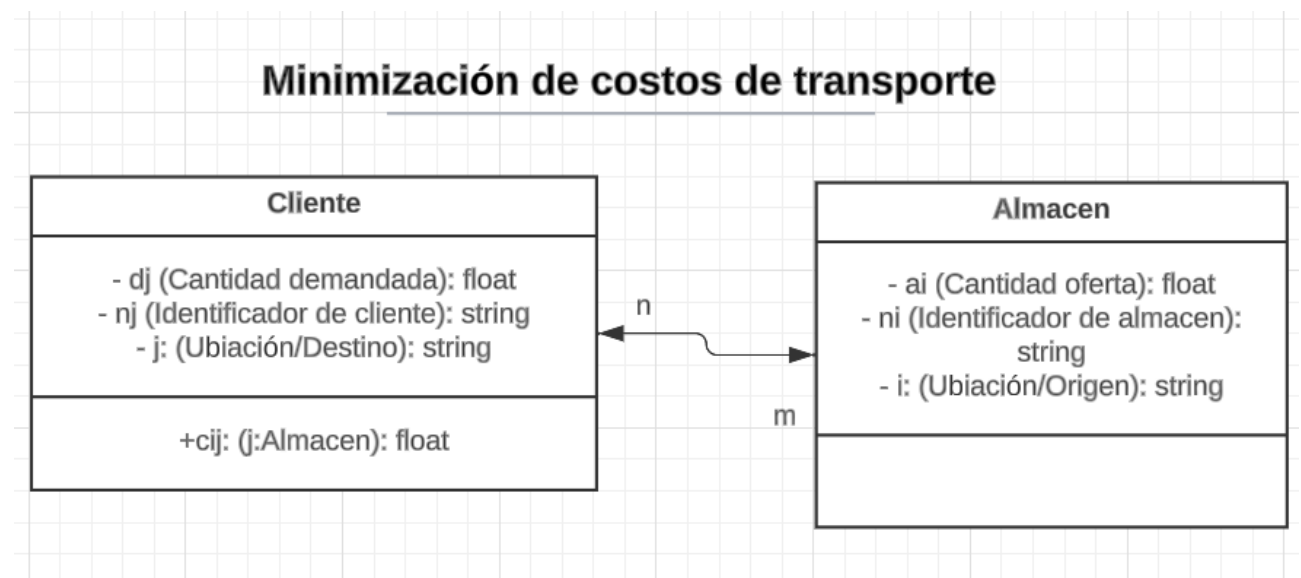 Minimización de costos de transporte
Cliente
- dj (Cantidad demandada): float
- nj (Identificador de cliente): string
- j: (Ubiación/Destino): string
+cij: (j:Almacen): float
n
m
Almacen
- ai (Cantidad oferta): float
- ni (Identificador de almacen):
string
- i: (Ubiación/Origen): string